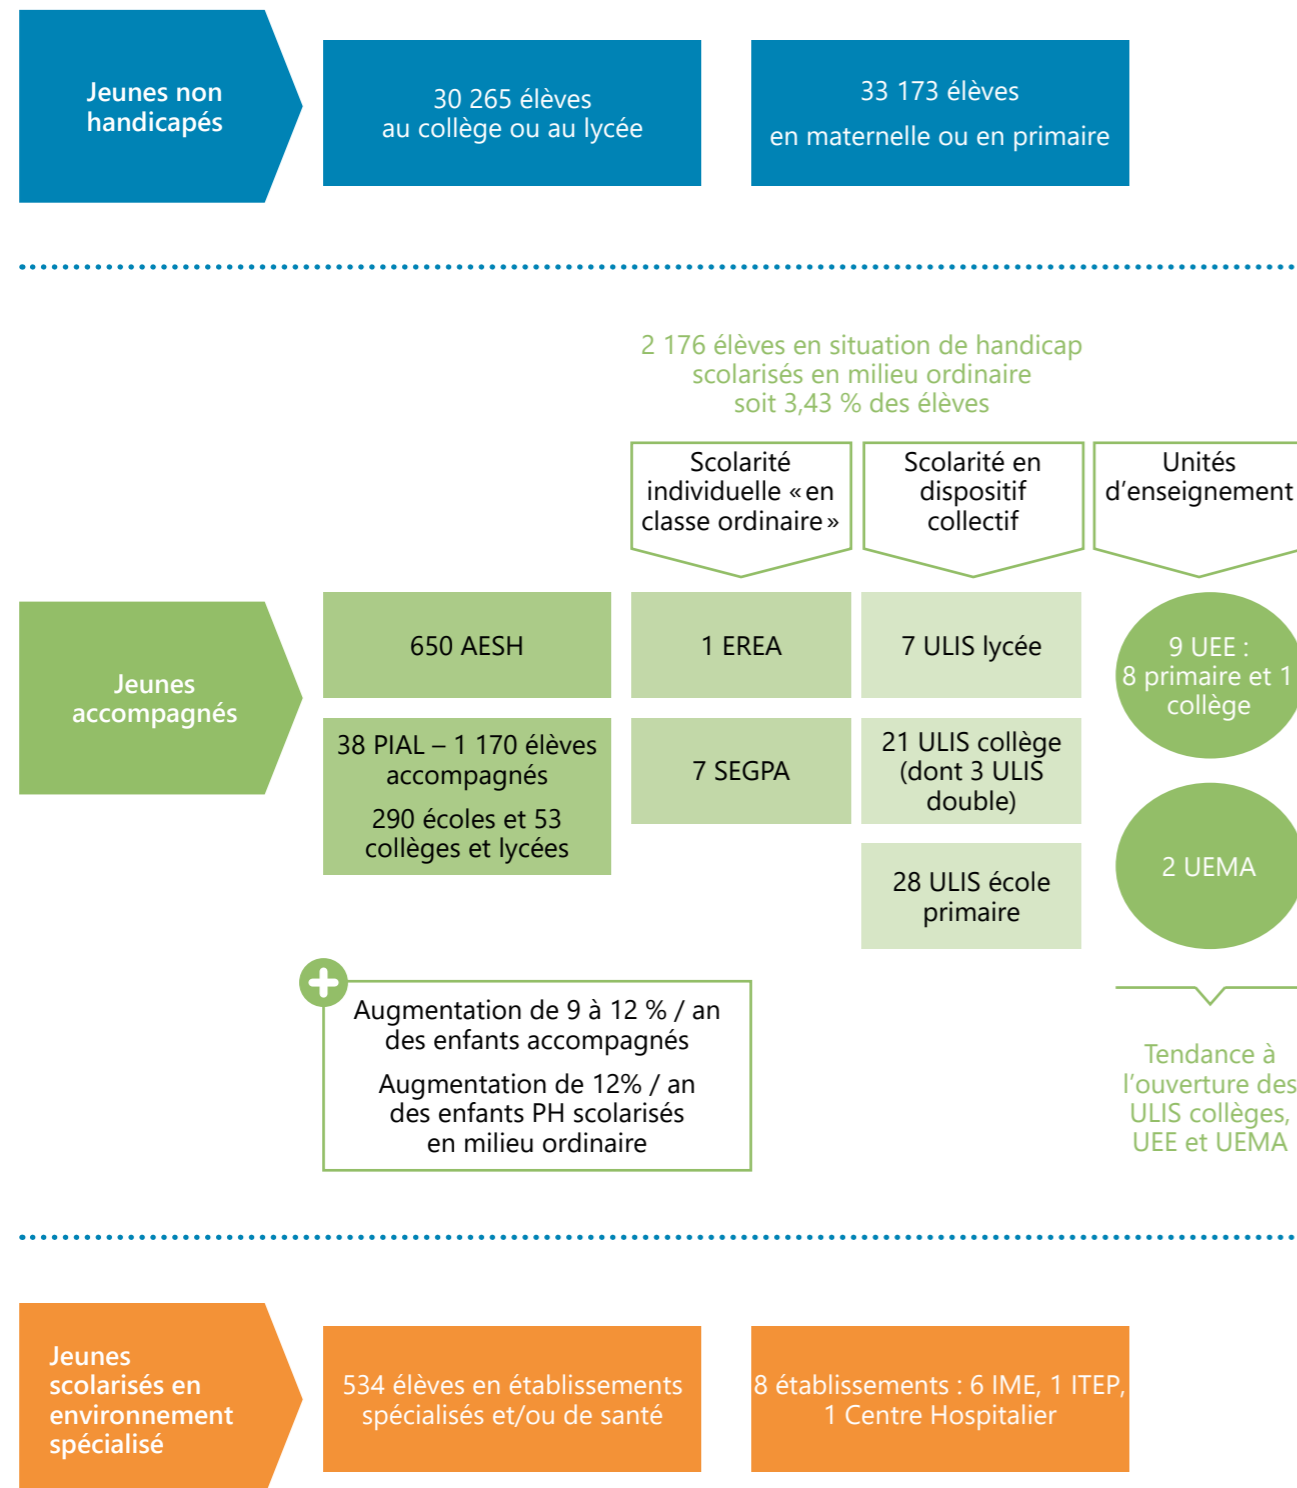 Jeunes non
handicapés
30 265 élèves
au collège ou au lycée
33 173 élèves
en maternelle ou en primaire
2 176 élèves en situation de handicap
scolarisés en milieu ordinaire
soit 3,43 % des élèves
Scolarité
individuelle « en
classe ordinaire »
Scolarité en
dispositif
collectif
Unités
d'enseignement
Jeunes
accompagnés
650 AESH
1 EREA
7 ULIS lycée
9 UEE :
8 primaire et 1
collège
38 PIAL – 1 170 élèves
accompagnés
290 écoles et 53
collèges et lycées
7 SEGPA
21 ULIS collège
(dont 3 ULIS
double)
28 ULIS école
primaire
2 UEMA
Augmentation de 9 à 12 % / an
des enfants accompagnés
Augmentation de 12% / an
des enfants PH scolarisés
en milieu ordinaire
Tendance à
l’ouverture des
ULIS collèges,
UEE et UEMA
Jeunes
scolarisés en
environnement
spécialisé
534 élèves en établissements
spécialisés et/ou de santé
8 établissements : 6 IME, 1 ITEP,
1 Centre Hospitalier